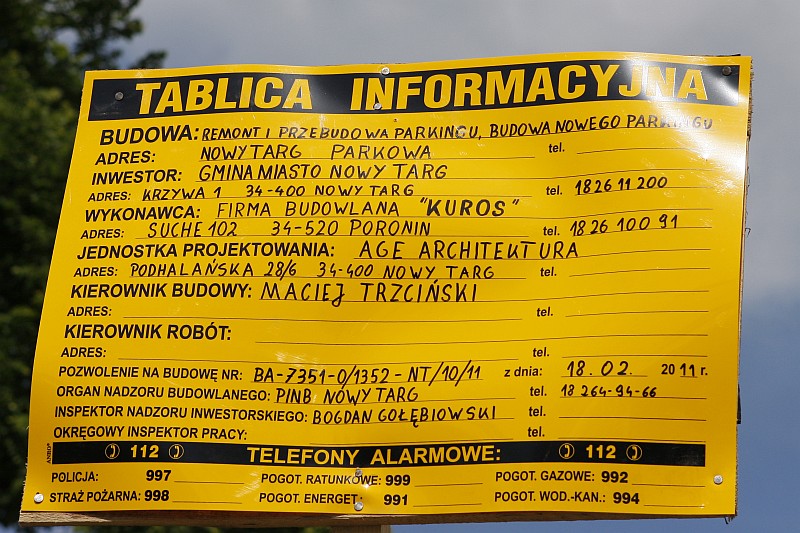 TABLICA INFORMACYJNA
BUDOWA: REMONT I PRZEBUDOWA PARKINGU, BUDOWA NOWEGO PARKINGU
ADRES: NOWY TARG PARKOWA tel.
INWESTOR: GMINA MIASTO NOWY TARG
ADRES: KRZYWA 1 34-400 NOWY TARG tel. 18 26 11 200
WYKONAWCA: FIRMA BUDOWLANA "KUROS"
ADRES: SUCHE 102 34-520 PORONIN tel. 18 26 100 91
JEDNOSTKA PROJEKTOWANIA: AGE ARCHITEKTURA
ADRES: PODHALAŃSKA 28/6 34-400 NOWY TARG tel.
KIEROWNIK BUDOWY: MACIEJ TRZCIŃSKI
ADRES: tel.
KIEROWNIK ROBÓT:
ADRES: tel.
POZWOLENIE NA BUDOWĘ NR: BA-7351-0/1352-NT/10/11 z dnia: 18.02. 2011 r.
ORGAN NADZORU BUDOWLANEGO: PINB NOWY TARG tel. 18 264-94-66
INSPEKTOR NADZORU INWESTORSKIEGO: BOGDAN GOŁĘBIOWSKI tel.
OKRĘGOWY INSPEKTOR PRACY: tel.
112 TELEFONY ALARMOWE: 112
POLICJA: 997 POGOT. RATUNKOWE: 999 POGOT. GAZOWE: 992
STRAŻ POŻARNA: 998 POGOT. ENERGET: 991 POGOT. WOD.-KAN.: 994